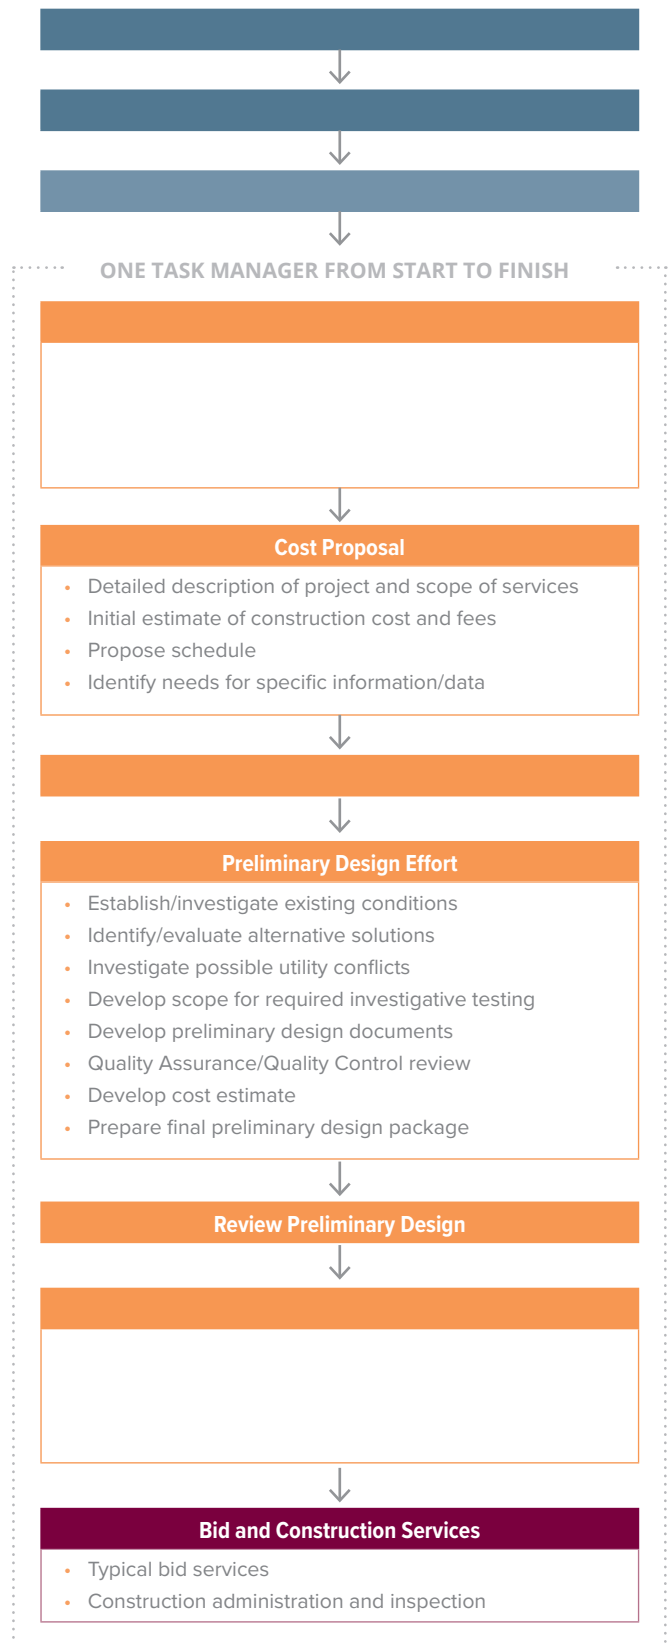 ONE TASK MANAGER FROM START TO FINISH
Cost Proposal
• Detailed description of project and scope of services
• Initial estimate of construction cost and fees
• Propose schedule
• Identify needs for specific information/data
Preliminary Design Effort
• Establish/investigate existing conditions
• Identify/evaluate alternative solutions
• Investigate possible utility conflicts
• Develop scope for required investigative testing
• Develop preliminary design documents
• Quality Assurance/Quality Control review
• Develop cost estimate
• Prepare final preliminary design package
Review Preliminary Design
Bid and Construction Services
• Typical bid services
• Construction administration and inspection